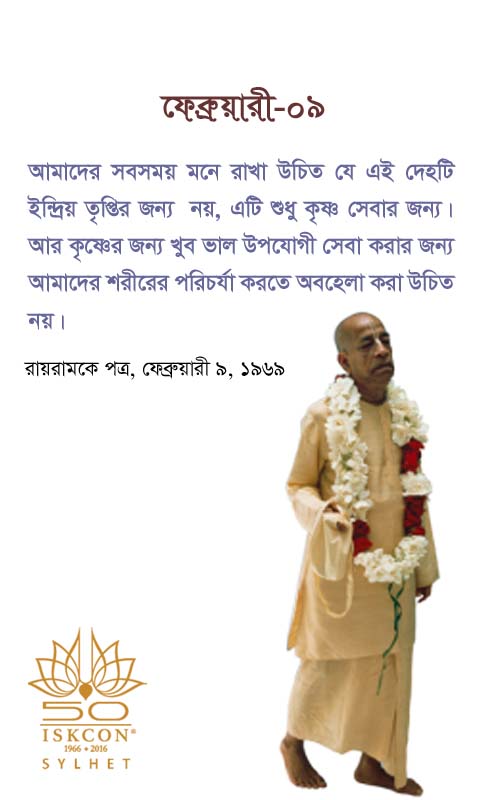 ফেব্রুয়ারী-০৯
আমাদের সবসময় মনে রাখা উচিত যে এই দেহটি
ইন্দ্রিয় তৃপ্তির জন্য নয়, এটি শুধু কৃষ্ণ সেবার জন্য।
আর কৃষ্ণের জন্য খুব ভাল উপযোগী সেবা করার জন্য
আমাদের শরীরের পরিচর্যা করতে অবহেলা করা উচিত
নয়।
রায়রামকে পত্র, ফেব্রুয়ারী ৯, ১৯৬৯
50
ISKCON®
1966 • 2016
SYLHET